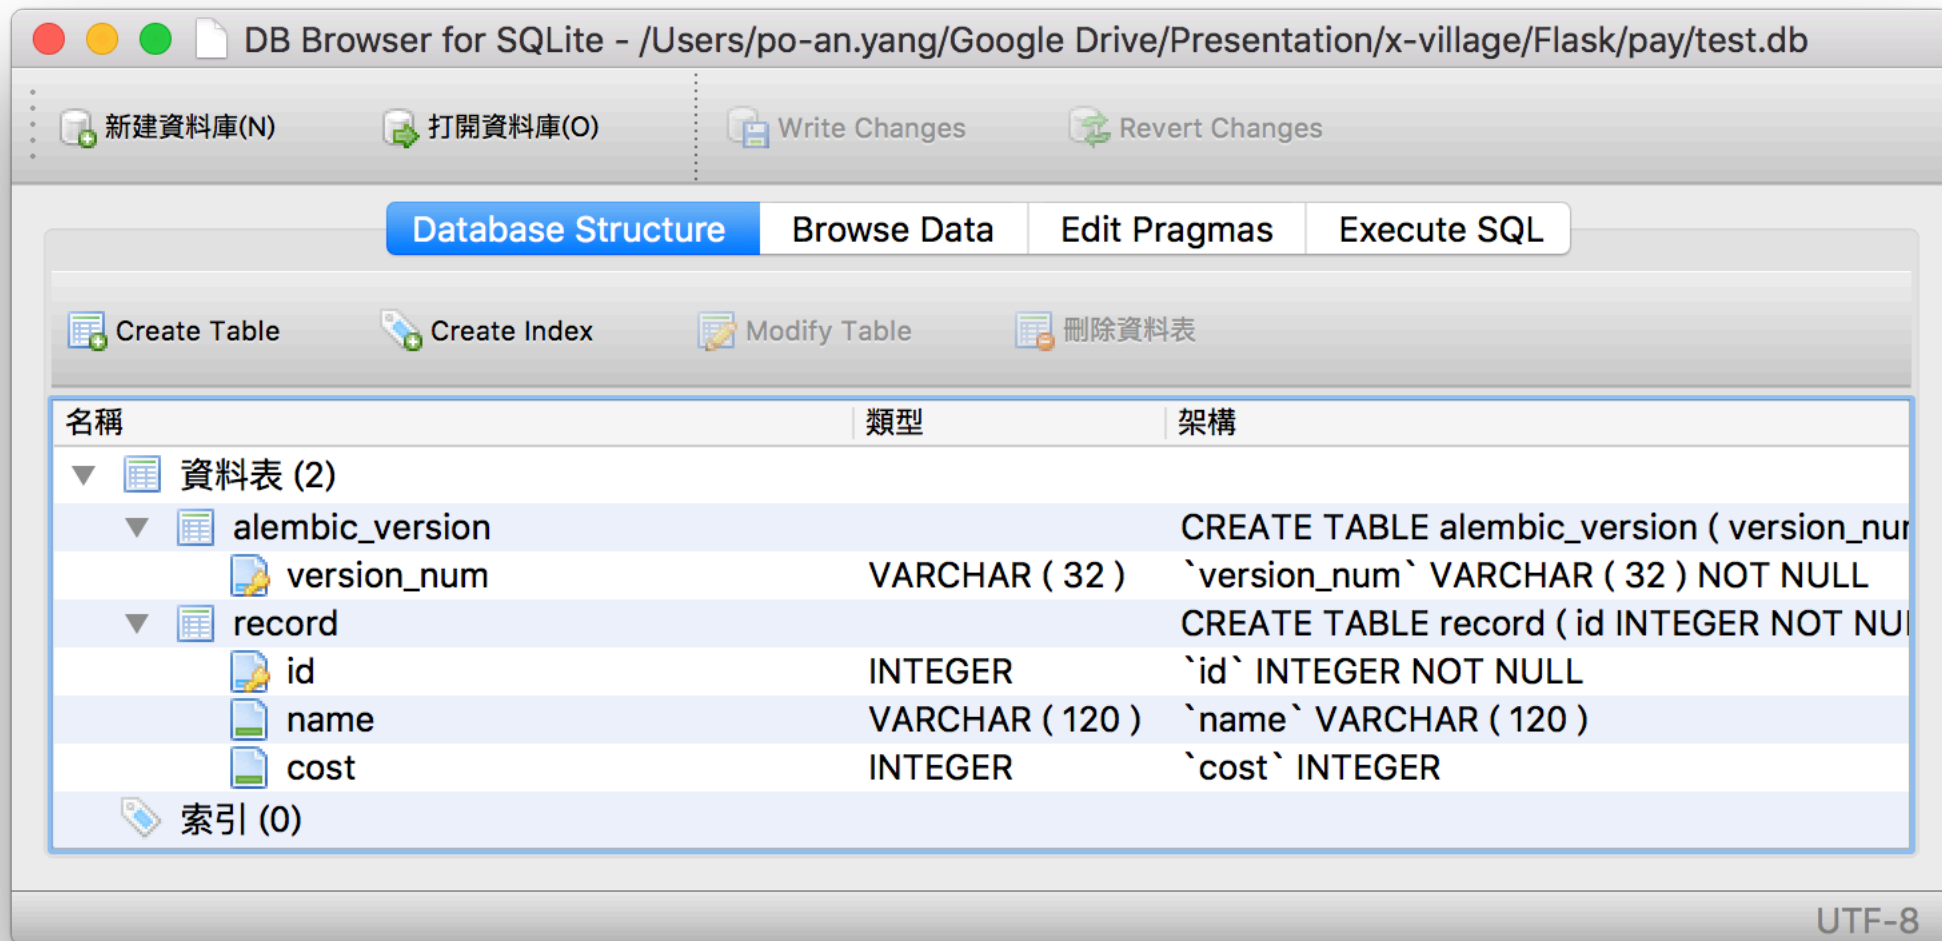 DB Browser for SQLite - /Users/po-an.yang/Google Drive/Presentation/x-village/Flask/pay/test.db
新建資料庫(N) 打開資料庫(O) Write Changes Revert Changes
Database Structure Browse Data Edit Pragmas Execute SQL
Create Table Create Index Modify Table 刪除資料表
名稱 類型 架構
資料表 (2)
alembic_version CREATE TABLE alembic_version ( version_nur
version_num VARCHAR ( 32 ) `version_num` VARCHAR ( 32 ) NOT NULL
record CREATE TABLE record ( id INTEGER NOT NUL
id INTEGER `id` INTEGER NOT NULL
name VARCHAR ( 120 ) `name` VARCHAR ( 120 )
cost INTEGER `cost` INTEGER
索引 (0)
UTF-8